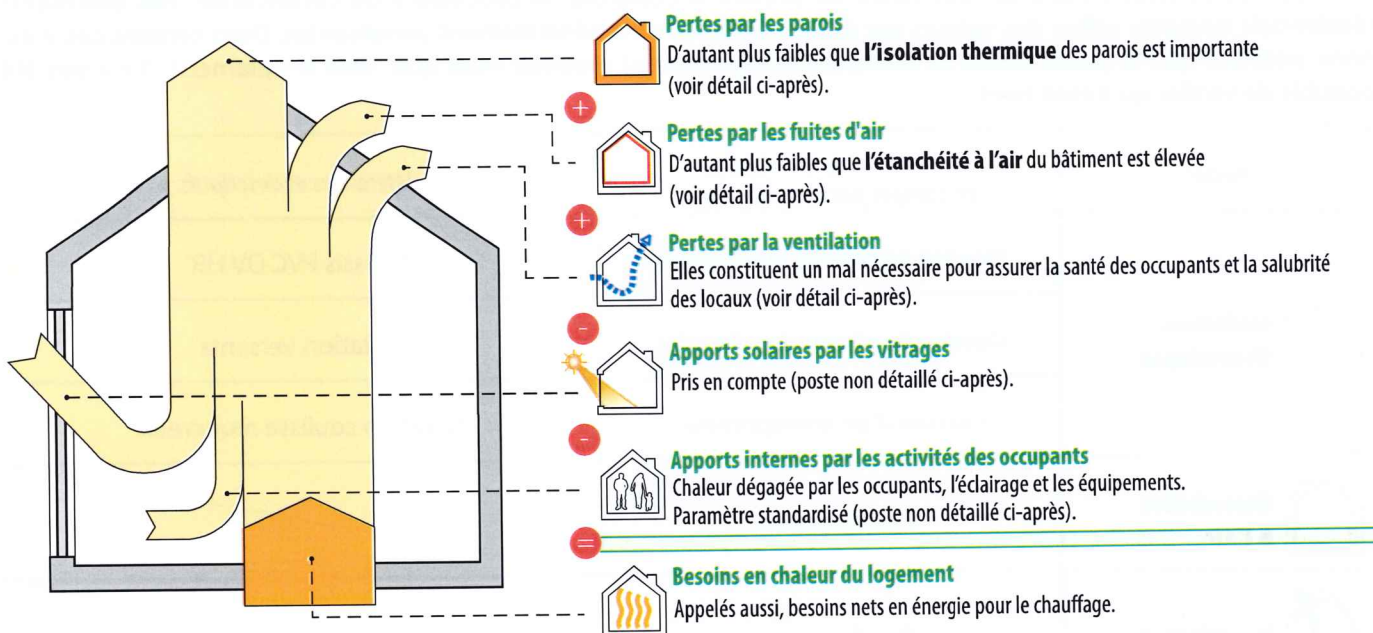 Pertes par les parois
D'autant plus faibles que l'isolation thermique des parois est importante
(voir détail ci-après).
+
Pertes par les fuites d'air
D'autant plus faibles que l'étanchéité à l'air du bâtiment est élevée
(voir détail ci-après).
+
Pertes par la ventilation
Elles constituent un mal nécessaire pour assurer la santé des occupants et la salubrité
des locaux (voir détail ci-après).
-
Apports solaires par les vitrages
Pris en compte (poste non détaillé ci-après).
-
Apports internes par les activités des occupants
Chaleur dégagée par les occupants, l'éclairage et les équipements.
Paramètre standardisé (poste non détaillé ci-après).
=
Besoins en chaleur du logement
Appelés aussi, besoins nets en énergie pour le chauffage.